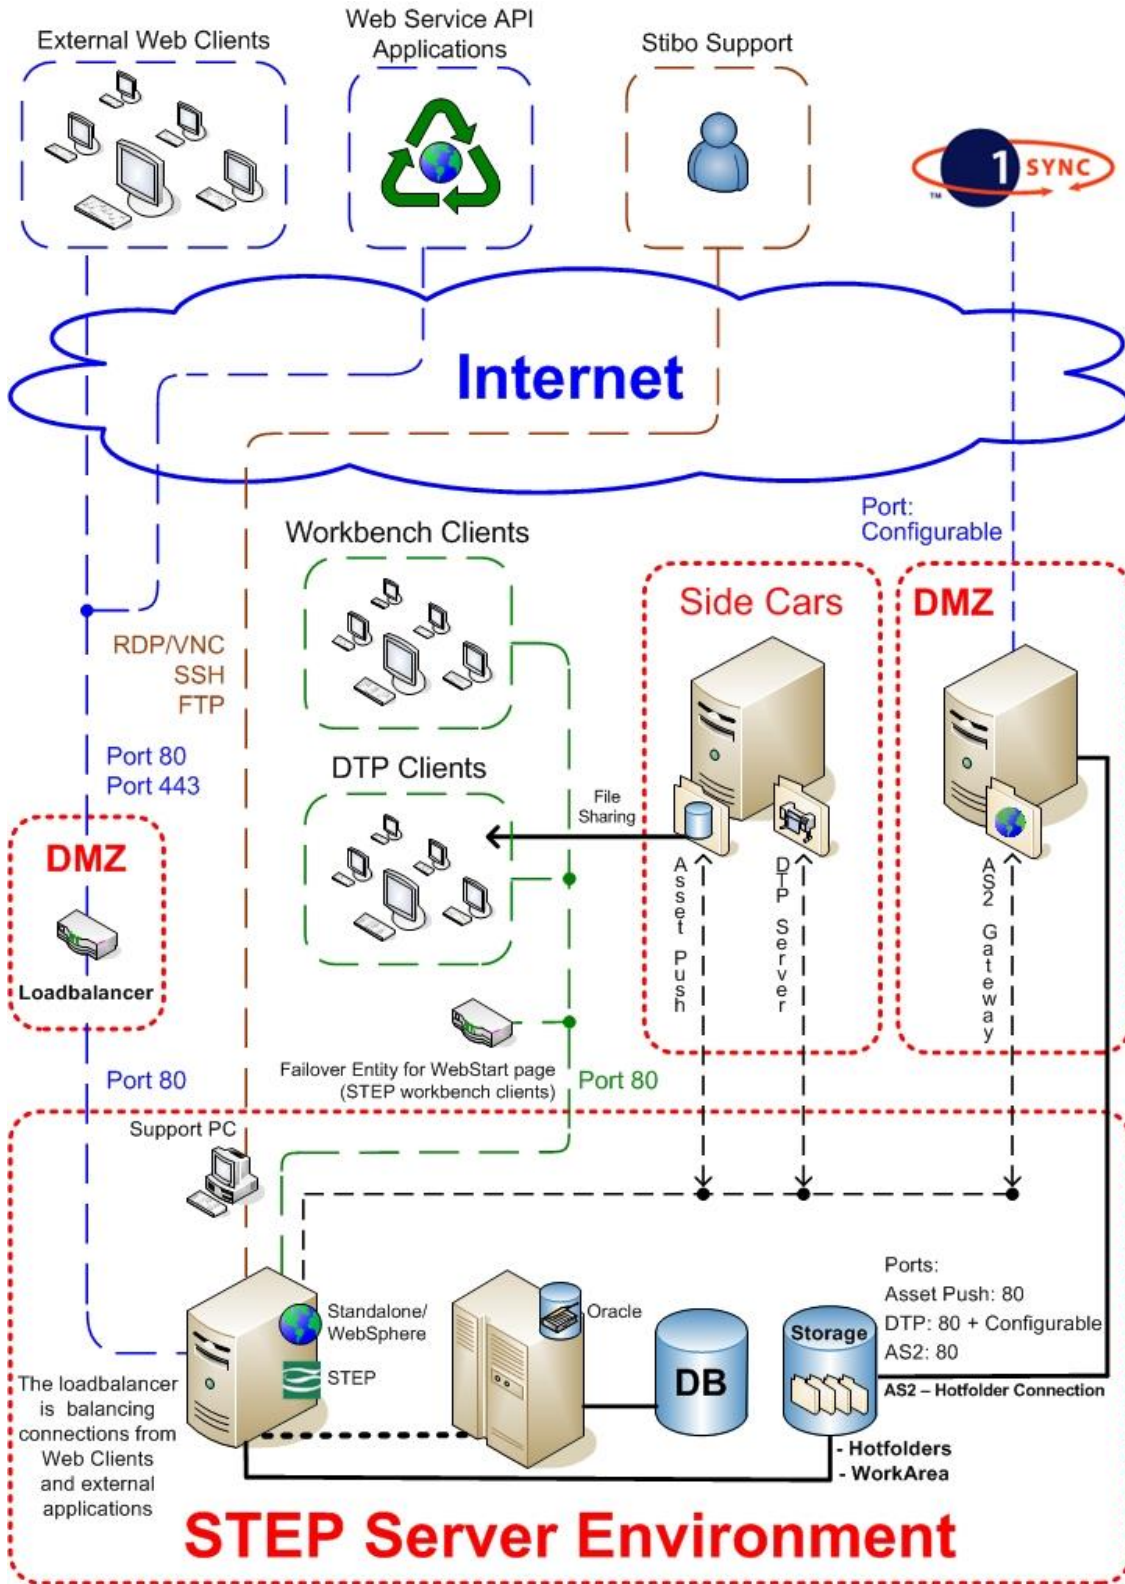 External Web Clients
Web Service API
Applications
Stibo Support
1
SYNC
TM
Internet
Port:
Configurable
Workbench Clients
Side Cars
DMZ
RDP/VNC
SSH
FTP
Port 80
Port 443
DTP Clients
File
Sharing
DMZ
Loadbalancer
Asset Push
DTP Server
AS2 Gateway
Failover Entity for WebStart page
(STEP workbench clients)
Port 80
Port 80
Support PC
Standalone/
WebSphere
STEP
Oracle
DB
Storage
Ports:
Asset Push: 80
DTP: 80 + Configurable
AS2: 80
AS2 – Hotfolder Connection
- Hotfolders
- WorkArea
The loadbalancer
is balancing
connections from
Web Clients
and external
applications
STEP Server Environment